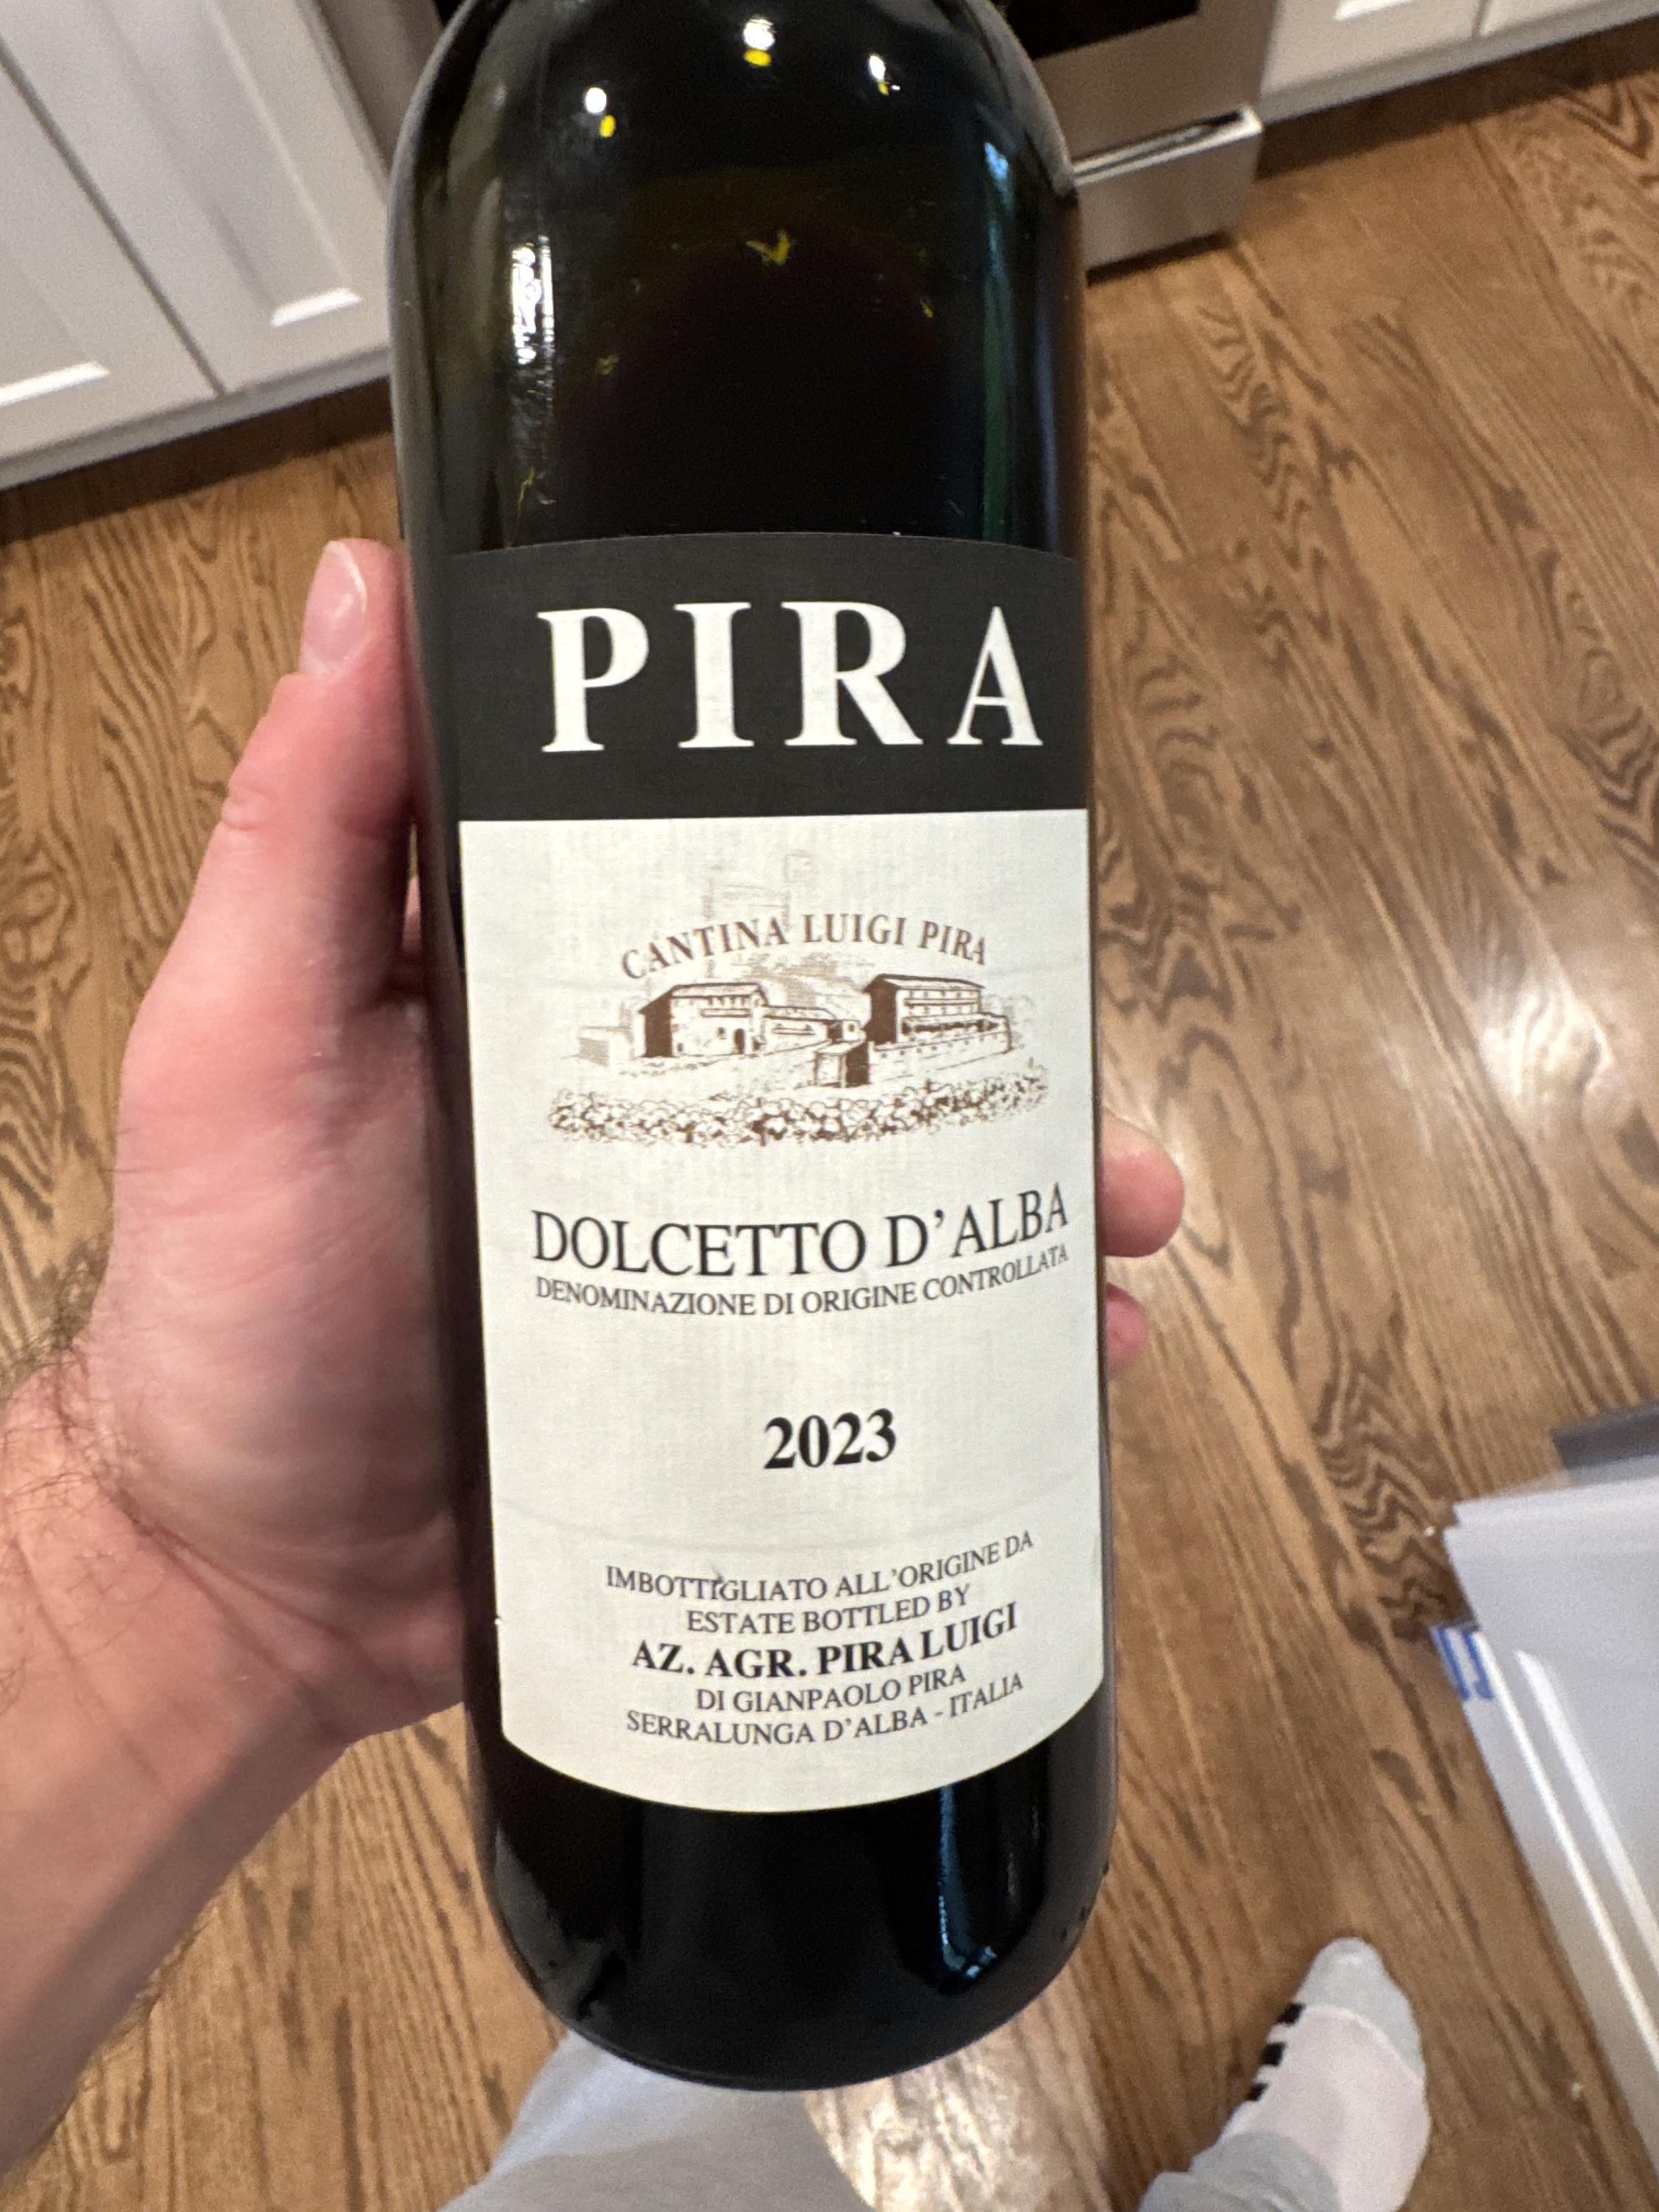 PIRA
CANTINA LUIGI PIRA
DOLCETTO D'ALBA
DENOMINAZIONE DI ORIGINE CONTROLLATA
2023
IMBOTTIGLIATO ALL'ORIGINE DA
ESTATE BOTTLED BY
AZ. AGR. PIRA LUIGI
DI GIANPAOLO PIRA
SERRALUNGA D'ALBA - ITALIA